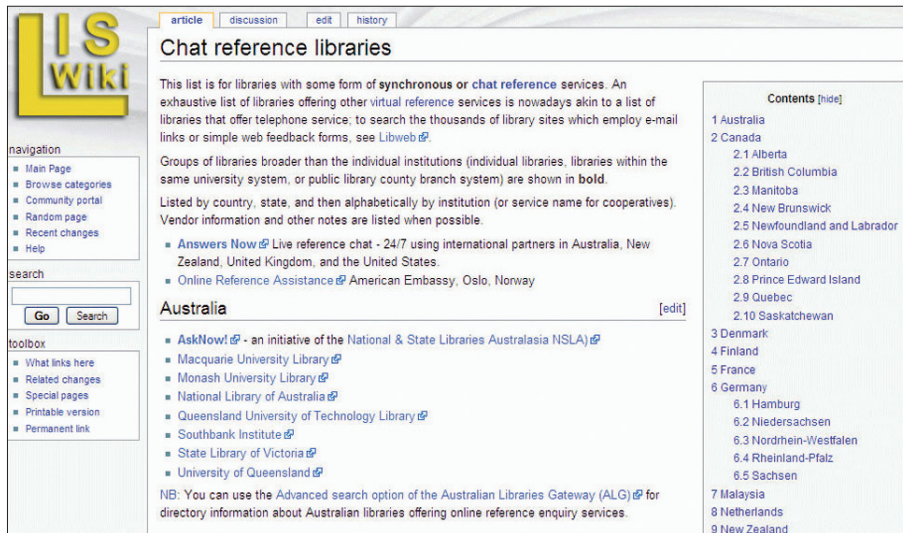 LIS
Wiki
navigation
Main Page
Browse categories
Community portal
Random page
Recent changes
Help
search
Go Search
toolbox
What links here
Related changes
Special pages
Printable version
Permanent link
article discussion edit history
Chat reference libraries
This list is for libraries with some form of synchronous or chat reference services. An
exhaustive list of libraries offering other virtual reference services is nowadays akin to a list of
libraries that offer telephone service; to search the thousands of library sites which employ e-mail
links or simple web feedback forms, see Libweb.
Groups of libraries broader than the individual institutions (individual libraries, libraries within the
same university system, or public library county branch system) are shown in bold.
Listed by country, state, and then alphabetically by institution (or service name for cooperatives).
Vendor information and other notes are listed when possible.
Answers Now Live reference chat - 24/7 using international partners in Australia, New
Zealand, United Kingdom, and the United States.
Online Reference Assistance American Embassy, Oslo, Norway
Australia [edit]
AskNow! - an initiative of the National & State Libraries Australasia NSLA)
Macquarie University Library
Monash University Library
National Library of Australia
Queensland University of Technology Library
Southbank Institute
State Library of Victoria
University of Queensland
NB: You can use the Advanced search option of the Australian Libraries Gateway (ALG) for
directory information about Australian libraries offering online reference enquiry services.
Contents [hide]
1 Australia
2 Canada
2.1 Alberta
2.2 British Columbia
2.3 Manitoba
2.4 New Brunswick
2.5 Newfoundland and Labrador
2.6 Nova Scotia
2.7 Ontario
2.8 Prince Edward Island
2.9 Quebec
2.10 Saskatchewan
3 Denmark
4 Finland
5 France
6 Germany
6.1 Hamburg
6.2 Niedersachsen
6.3 Nordrhein-Westfalen
6.4 Rheinland-Pfalz
6.5 Sachsen
7 Malaysia
8 Netherlands
9 New Zealand